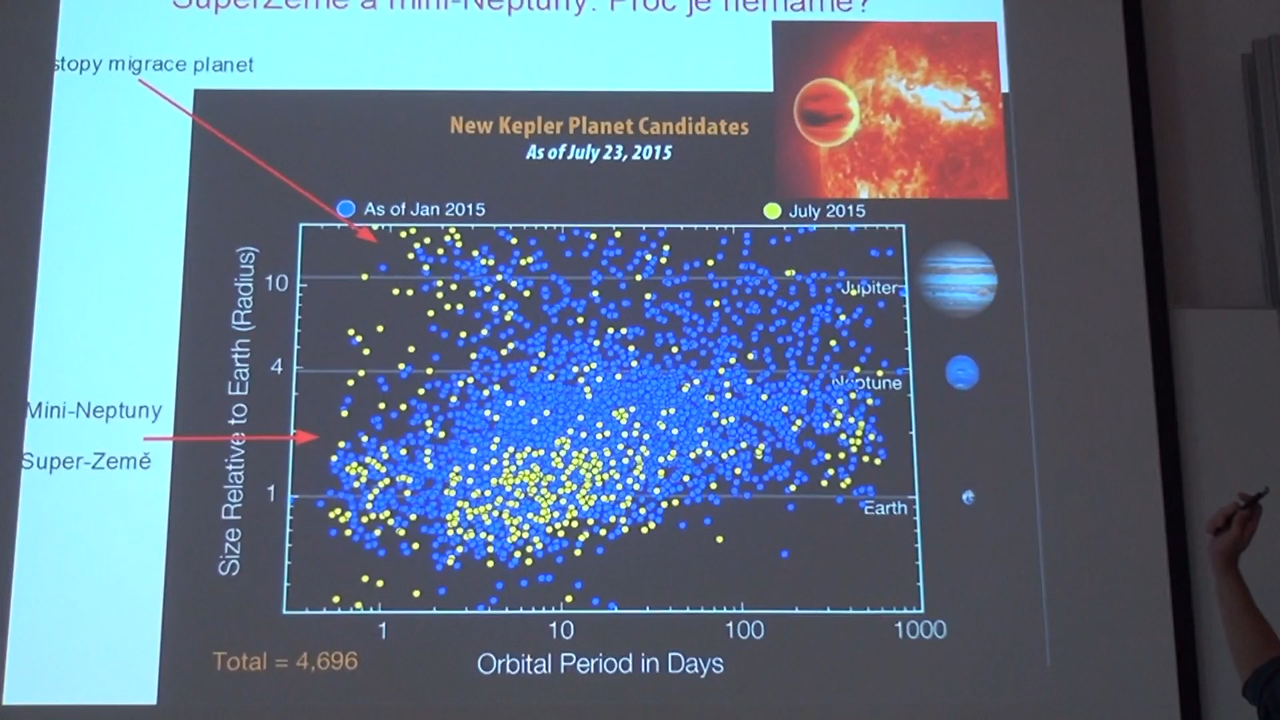 SuperZemě a mini-Neptuny: Proč je nemáme?
stopy migrace planet
New Kepler Planet Candidates
As of July 23, 2015
As of Jan 2015
July 2015
Size Relative to Earth (Radius)
10
4
1
Jupiter
Neptune
Earth
Mini-Neptuny
Super-Země
1
10
100
1000
Orbital Period in Days
Total = 4,696